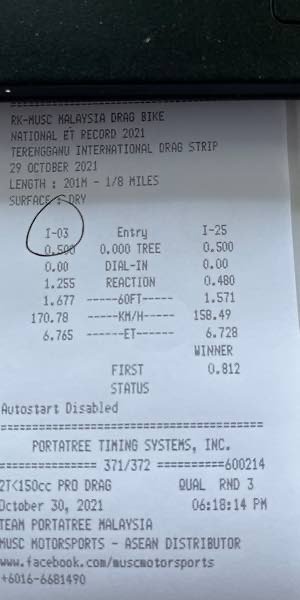 RK-MUSC MALAYSIA DRAG BIKE
NATIONAL ET RECORD 2021
TERENGGANU INTERNATIONAL DRAG STRIP
29 OCTOBER 2021
LENGTH : 201M - 1/8 MILES
SURFACE : DRY
I-03 Entry I-25
0.500 0.000 TREE 0.500
0.00 DIAL-IN 0.00
1.255 REACTION 0.480
1.677 -----60FT----- 1.571
170.78 -----KM/H----- 158.49
6.765 ------ET------ 6.728
WINNER
FIRST 0.812
STATUS
Autostart Disabled
========================================
PORTATREE TIMING SYSTEMS, INC.
=============== 371/372 ==========600214
2T<150cc PRO DRAG QUAL RND 3
October 30, 2021 06:18:14 PM
TEAM PORTATREE MALAYSIA
MUSC MOTORSPORTS - ASEAN DISTRIBUTOR
www.facebook.com/muscmotorsports
+6016-6681490